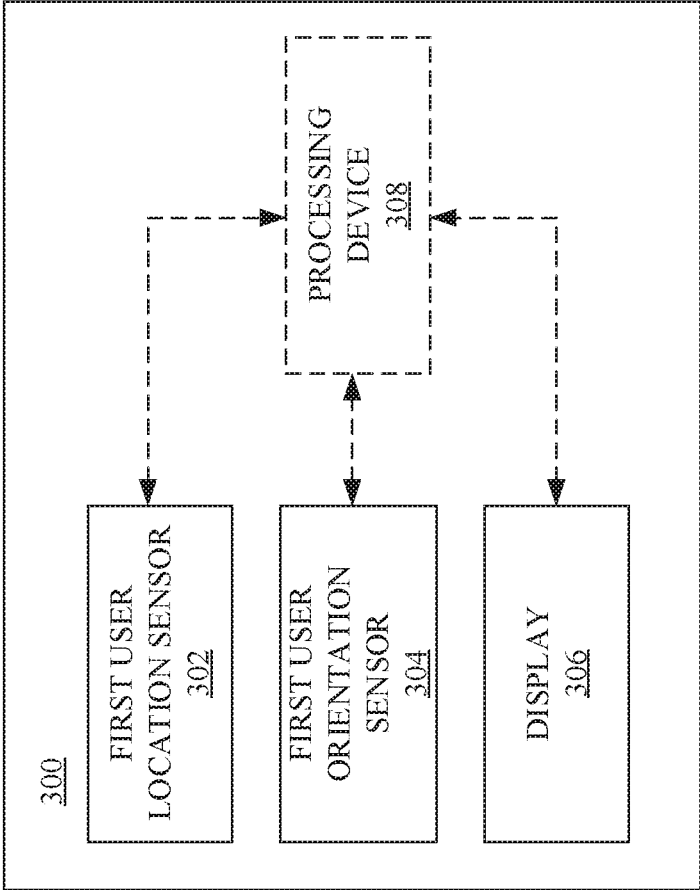 300
FIRST USER
LOCATION SENSOR
302
FIRST USER
ORIENTATION
SENSOR
304
DISPLAY
306
PROCESSING
DEVICE
308